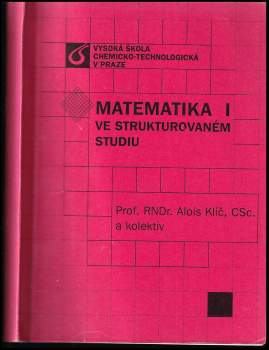 VYSOKÁ ŠKOLA
CHEMICKO-TECHNOLOGICKÁ
V PRAZE
MATEMATIKA I
VE STRUKTUROVANÉM
STUDIU
Prof. RNDr. Alois Klíč, CSc.
a kolektiv